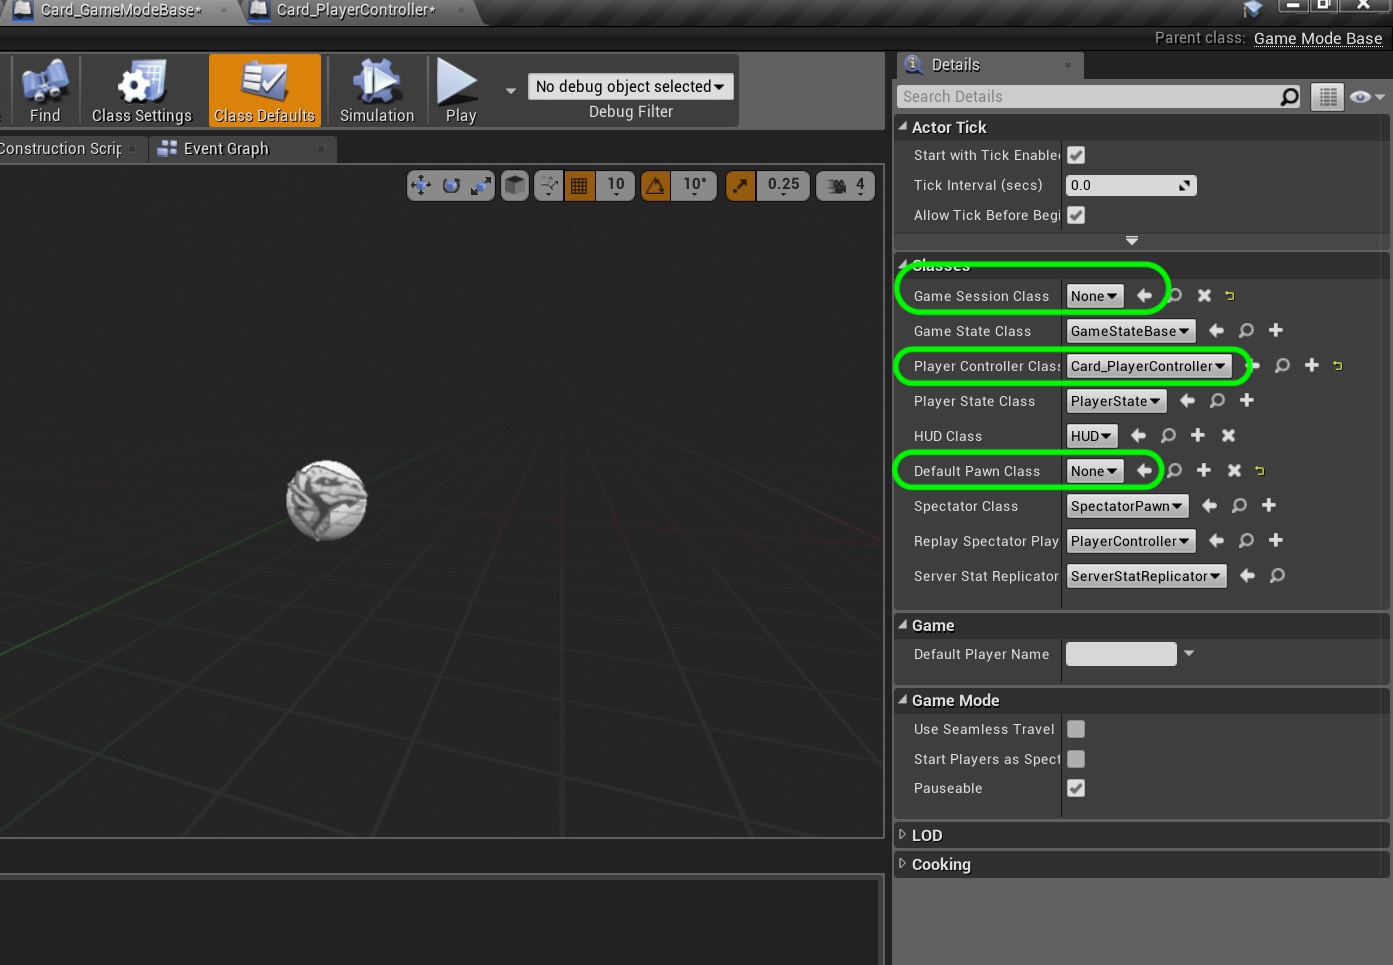 Card_GameModeBase*
Card_PlayerController*
Parent class: Game Mode Base
Find
Class Settings
Class Defaults
Simulation
Play
No debug object selected
Debug Filter
Details
Search Details
Construction Scrip
Event Graph
10
10°
0.25
4
Actor Tick
Start with Tick Enable
Tick Interval (secs) 0.0
Allow Tick Before Begi
Classes
Game Session Class None
Game State Class GameStateBase
Player Controller Clas Card_PlayerController
Player State Class PlayerState
HUD Class HUD
Default Pawn Class None
Spectator Class SpectatorPawn
Replay Spectator Play PlayerController
Server Stat Replicator ServerStatReplicator
Game
Default Player Name
Game Mode
Use Seamless Travel
Start Players as Spect
Pauseable
LOD
Cooking